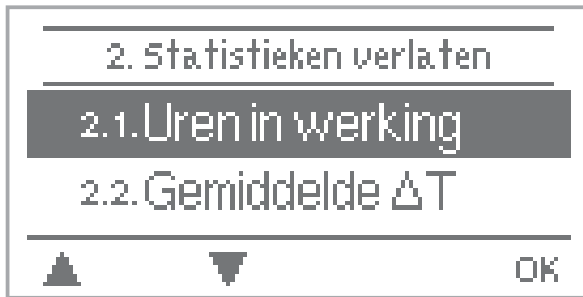 2. Statistieken verlaten
2.1.Uren in werking
2.2.Gemiddelde ΔT
OK